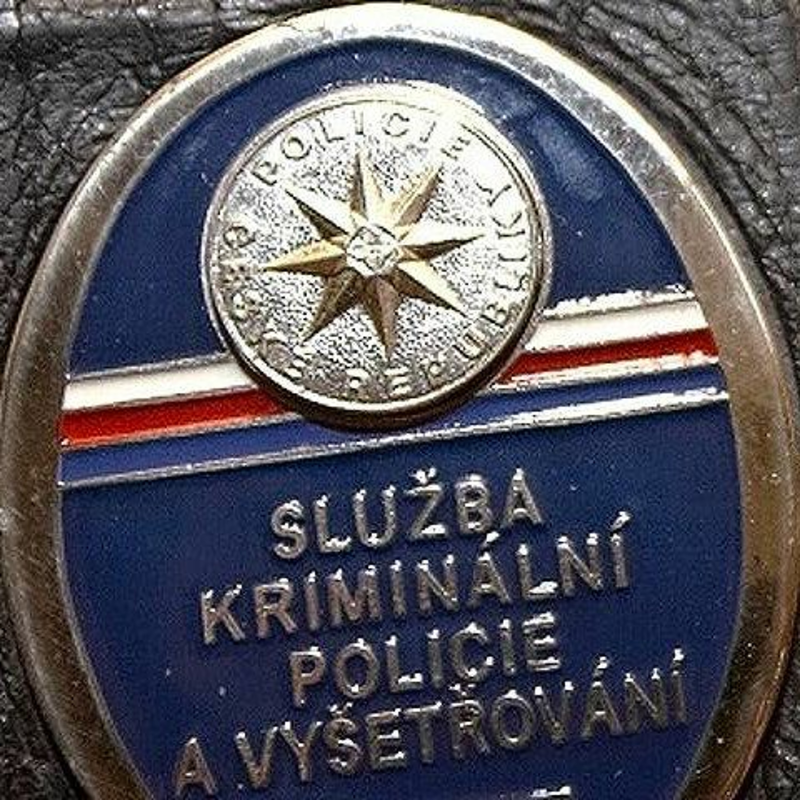 POLICIE
ČESKÉ REPUBLIKY
SLUŽBA
KRIMINÁLNÍ
POLICIE
A VYŠETŘOVÁNÍ